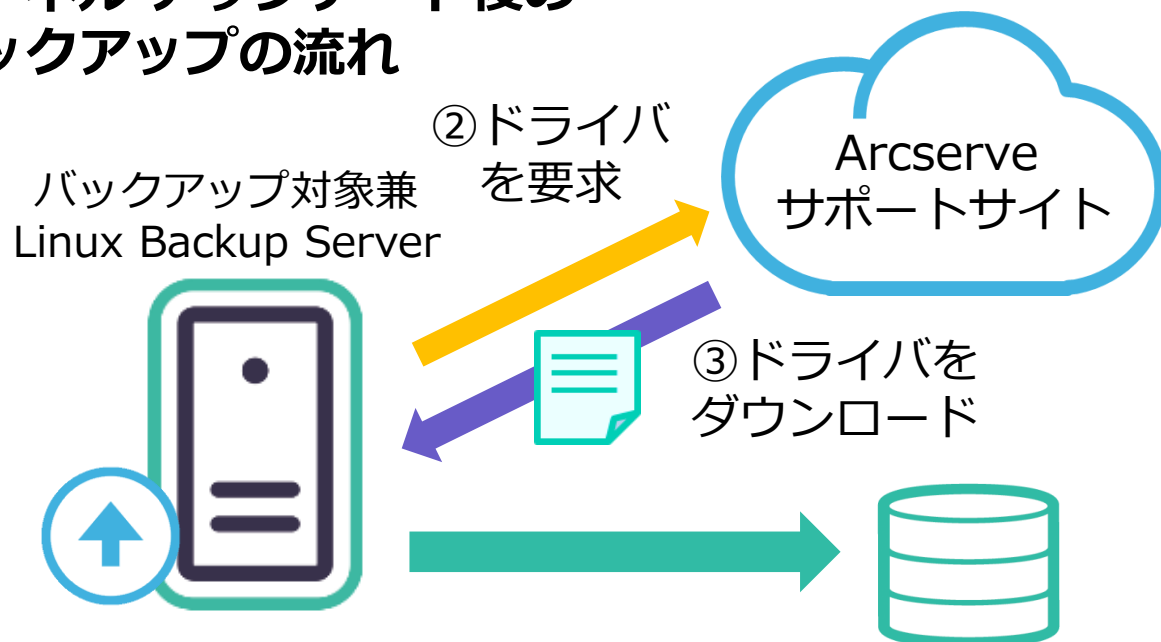 ックアップの流れ
②ドライバ
を要求
バックアップ対象兼
Linux Backup Server
Arcserve
サポートサイト
③ドライバを
ダウンロード